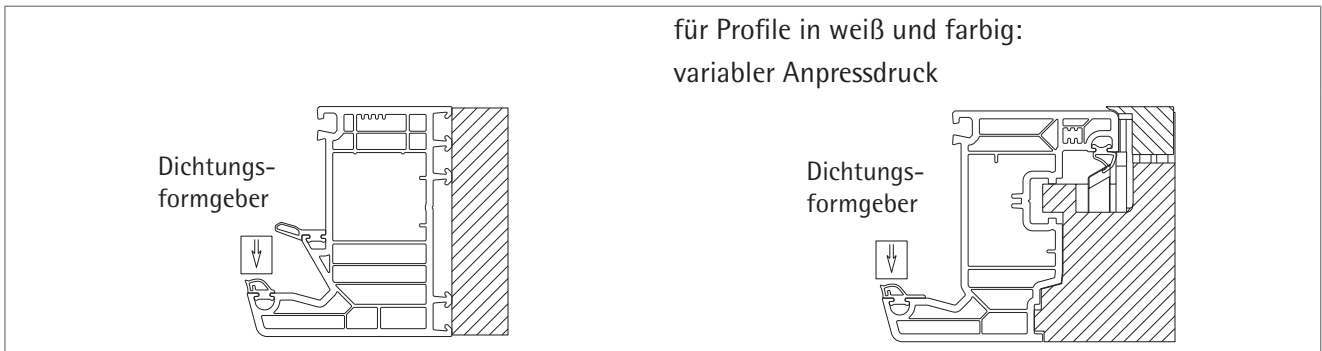 für Profile in weiß und farbig:
variabler Anpressdruck
Dichtungs-
formgeber
Dichtungs-
formgeber